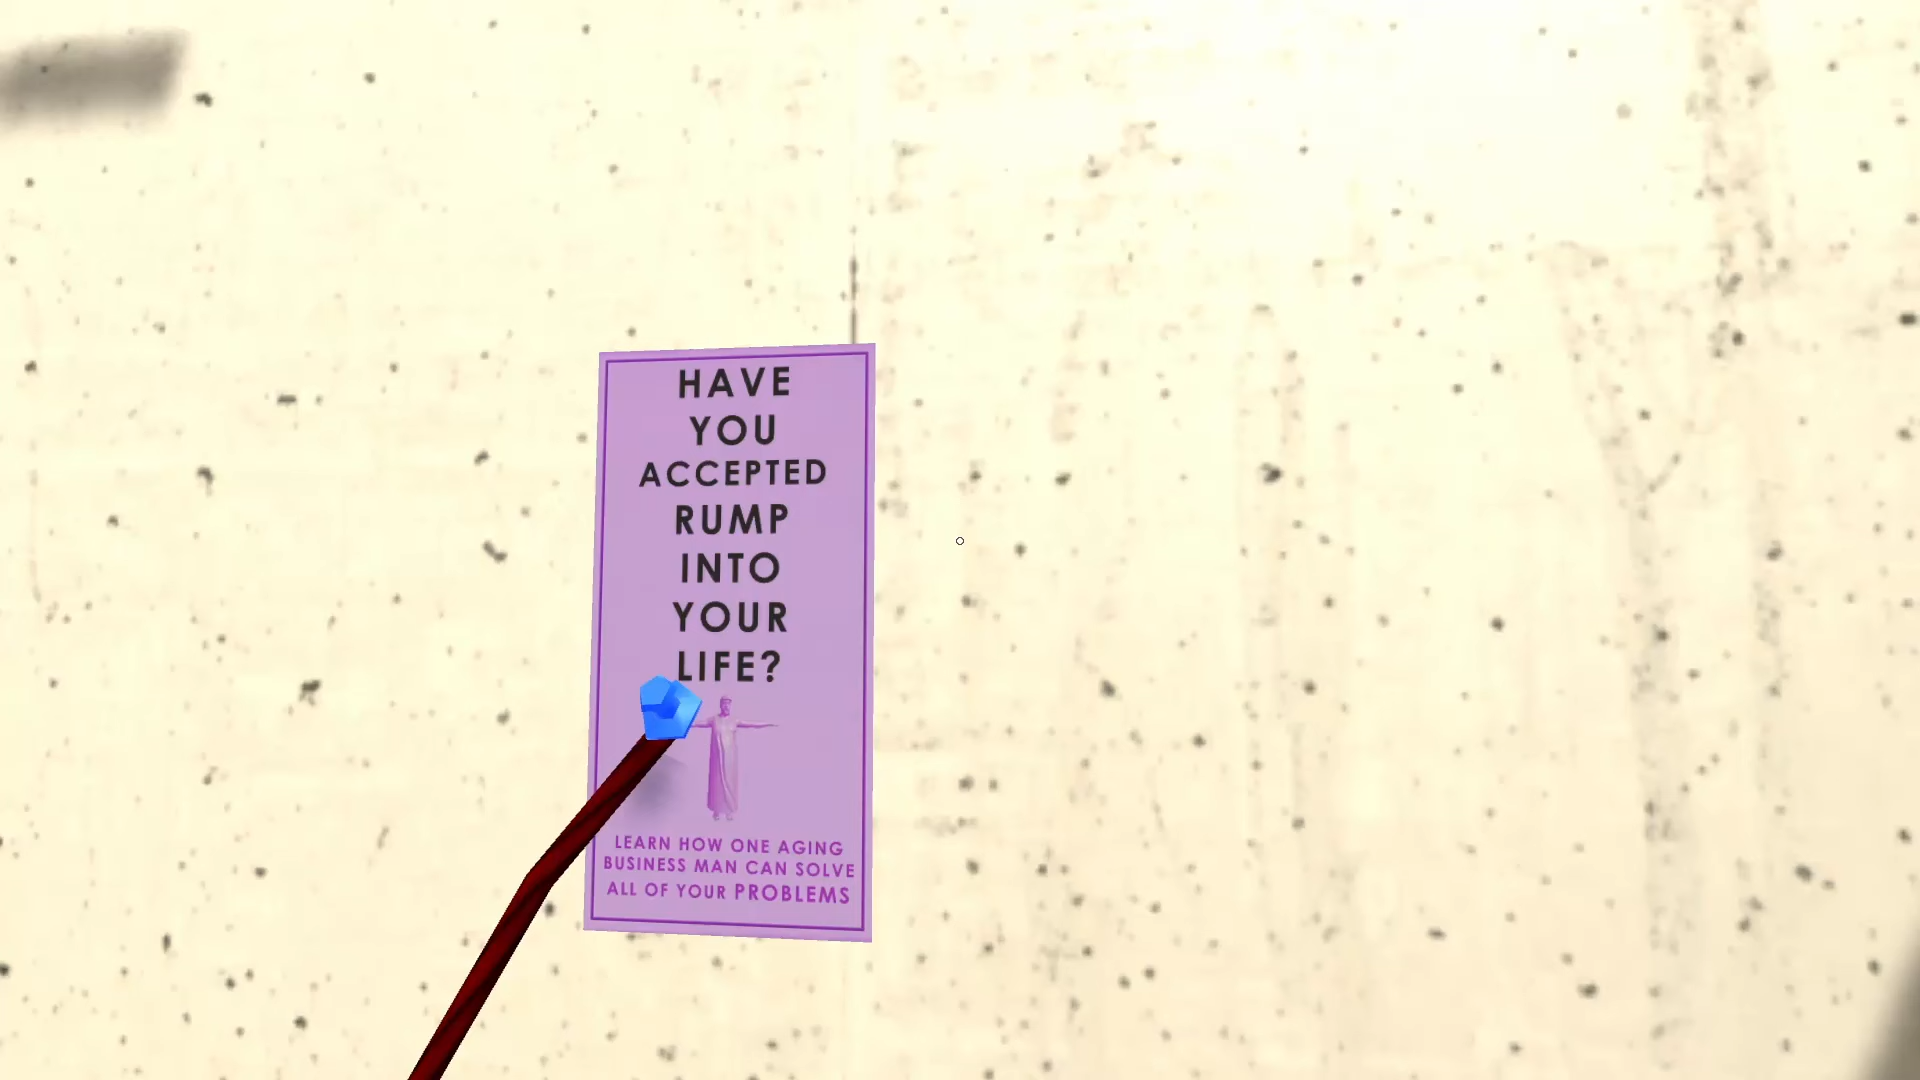 HAVE
YOU
ACCEPTED
RUMP
INTO
YOUR
LIFE?
LEARN HOW ONE AGING
BUSINESS MAN CAN SOLVE
ALL OF YOUR PROBLEMS